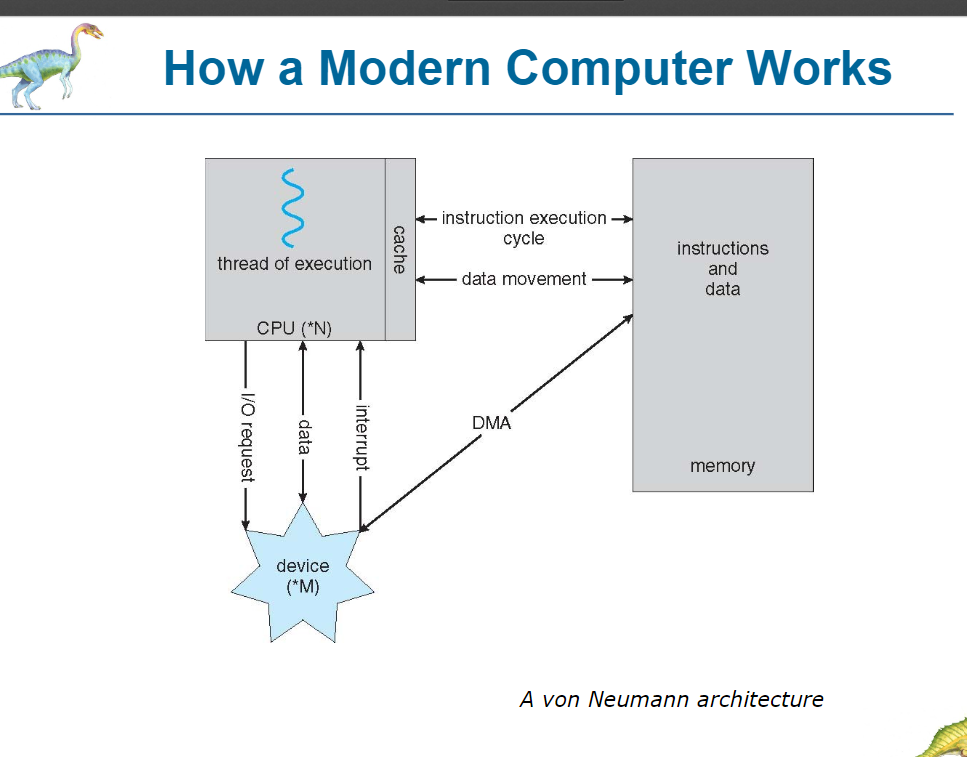 How a Modern Computer Works
thread of execution
cache
CPU (*N)
instruction execution
cycle
data movement
instructions
and
data
memory
I/O request
data
interrupt
DMA
device
(*M)
A von Neumann architecture